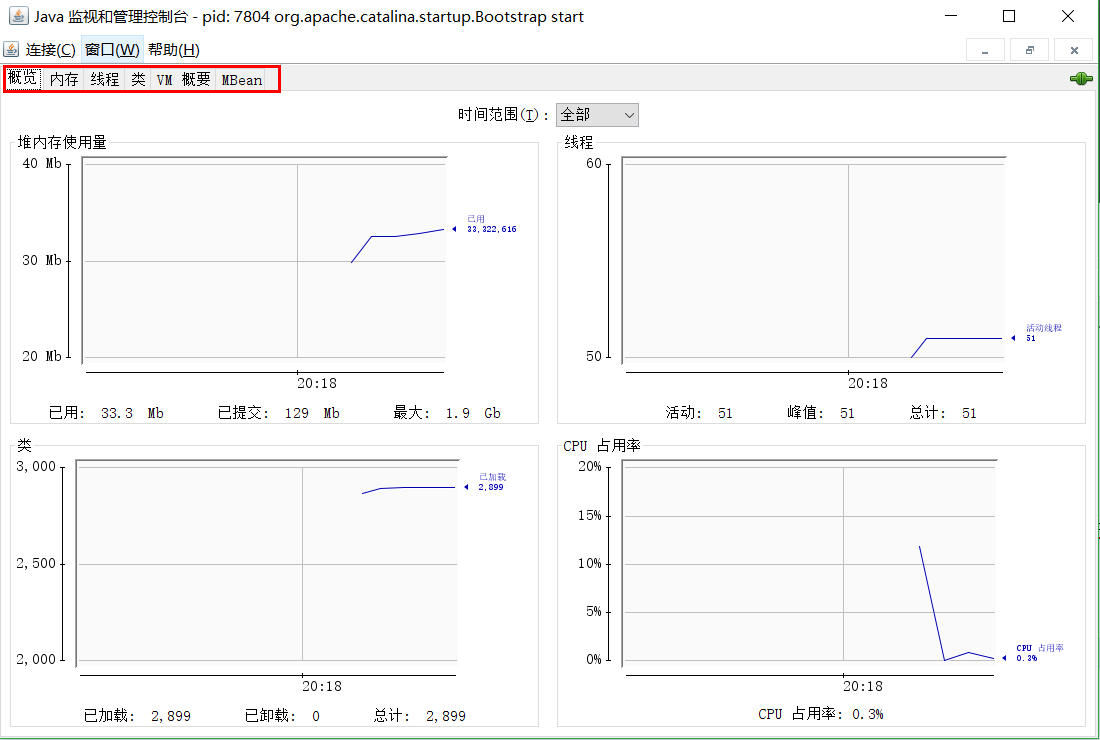 Java 监视和管理控制台 - pid: 7804 org.apache.catalina.startup.Bootstrap start
连接(C) 窗口(W) 帮助(H)
概览 内存 线程 类 VM 概要 MBean
时间范围(T): 全部
堆内存使用量
40 Mb
30 Mb
20 Mb
已用
33,322,616
20:18
已用: 33.3 Mb 已提交: 129 Mb 最大: 1.9 Gb
线程
60
50
活动线程
51
20:18
活动: 51 峰值: 51 总计: 51
类
3,000
2,500
2,000
已加载
2,899
20:18
已加载: 2,899 已卸载: 0 总计: 2,899
CPU 占用率
20%
15%
10%
5%
0%
CPU 占用率
0.3%
20:18
CPU 占用率: 0.3%